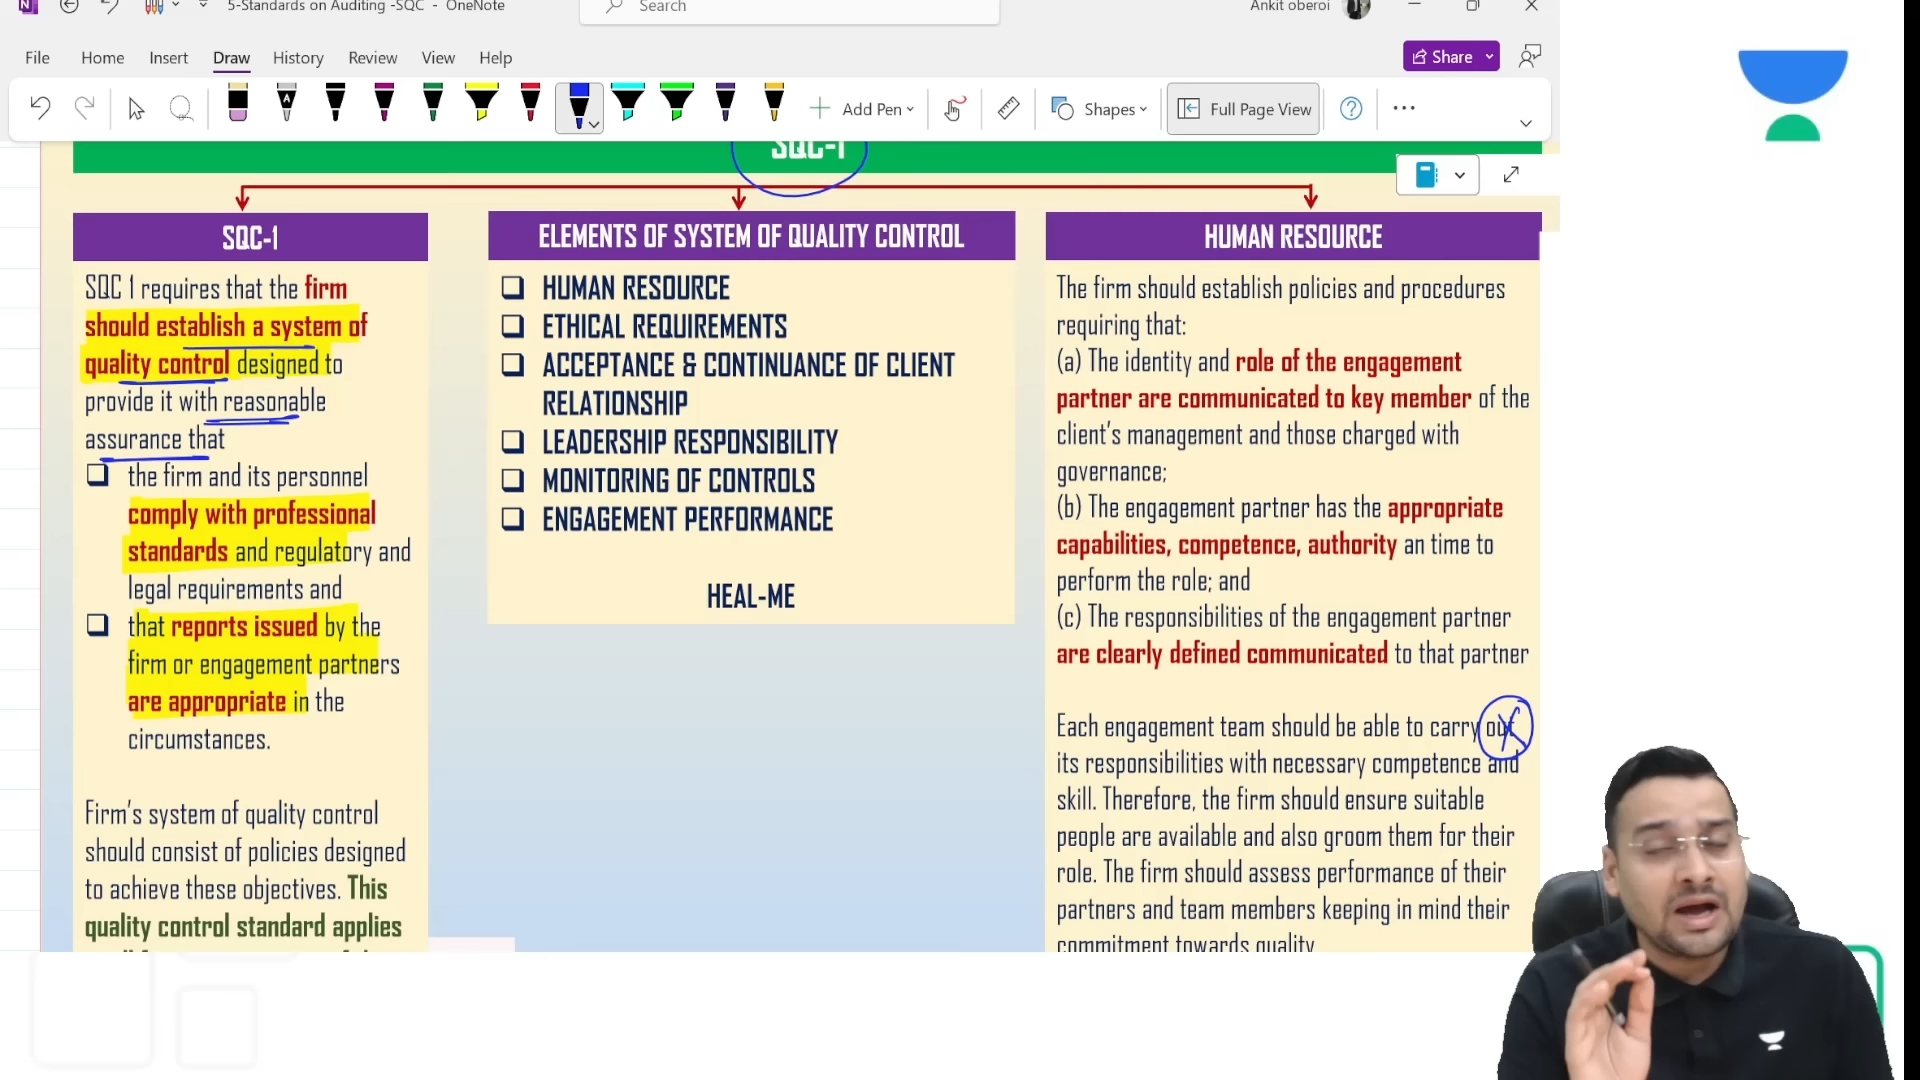 5-Standards on Auditing -SQC - OneNote
Search
Ankit oberoi
File Home Insert Draw History Review View Help
Share
A
Add Pen
Shapes
Full Page View
SQC-1
SQC-1
SQC 1 requires that the firm
should establish a system of
quality control designed to
provide it with reasonable
assurance that
the firm and its personnel
comply with professional
standards and regulatory and
legal requirements and
that reports issued by the
firm or engagement partners
are appropriate in the
circumstances.
Firm's system of quality control
should consist of policies designed
to achieve these objectives. This
quality control standard applies
ELEMENTS OF SYSTEM OF QUALITY CONTROL
HUMAN RESOURCE
ETHICAL REQUIREMENTS
ACCEPTANCE & CONTINUANCE OF CLIENT
RELATIONSHIP
LEADERSHIP RESPONSIBILITY
MONITORING OF CONTROLS
ENGAGEMENT PERFORMANCE
HEAL-ME
HUMAN RESOURCE
The firm should establish policies and procedures
requiring that:
(a) The identity and role of the engagement
partner are communicated to key member of the
client's management and those charged with
governance;
(b) The engagement partner has the appropriate
capabilities, competence, authority an time to
perform the role; and
(c) The responsibilities of the engagement partner
are clearly defined communicated to that partner
Each engagement team should be able to carry out
its responsibilities with necessary competence and
skill. Therefore, the firm should ensure suitable
people are available and also groom them for their
role. The firm should assess performance of their
partners and team members keeping in mind their
commitment towards quality